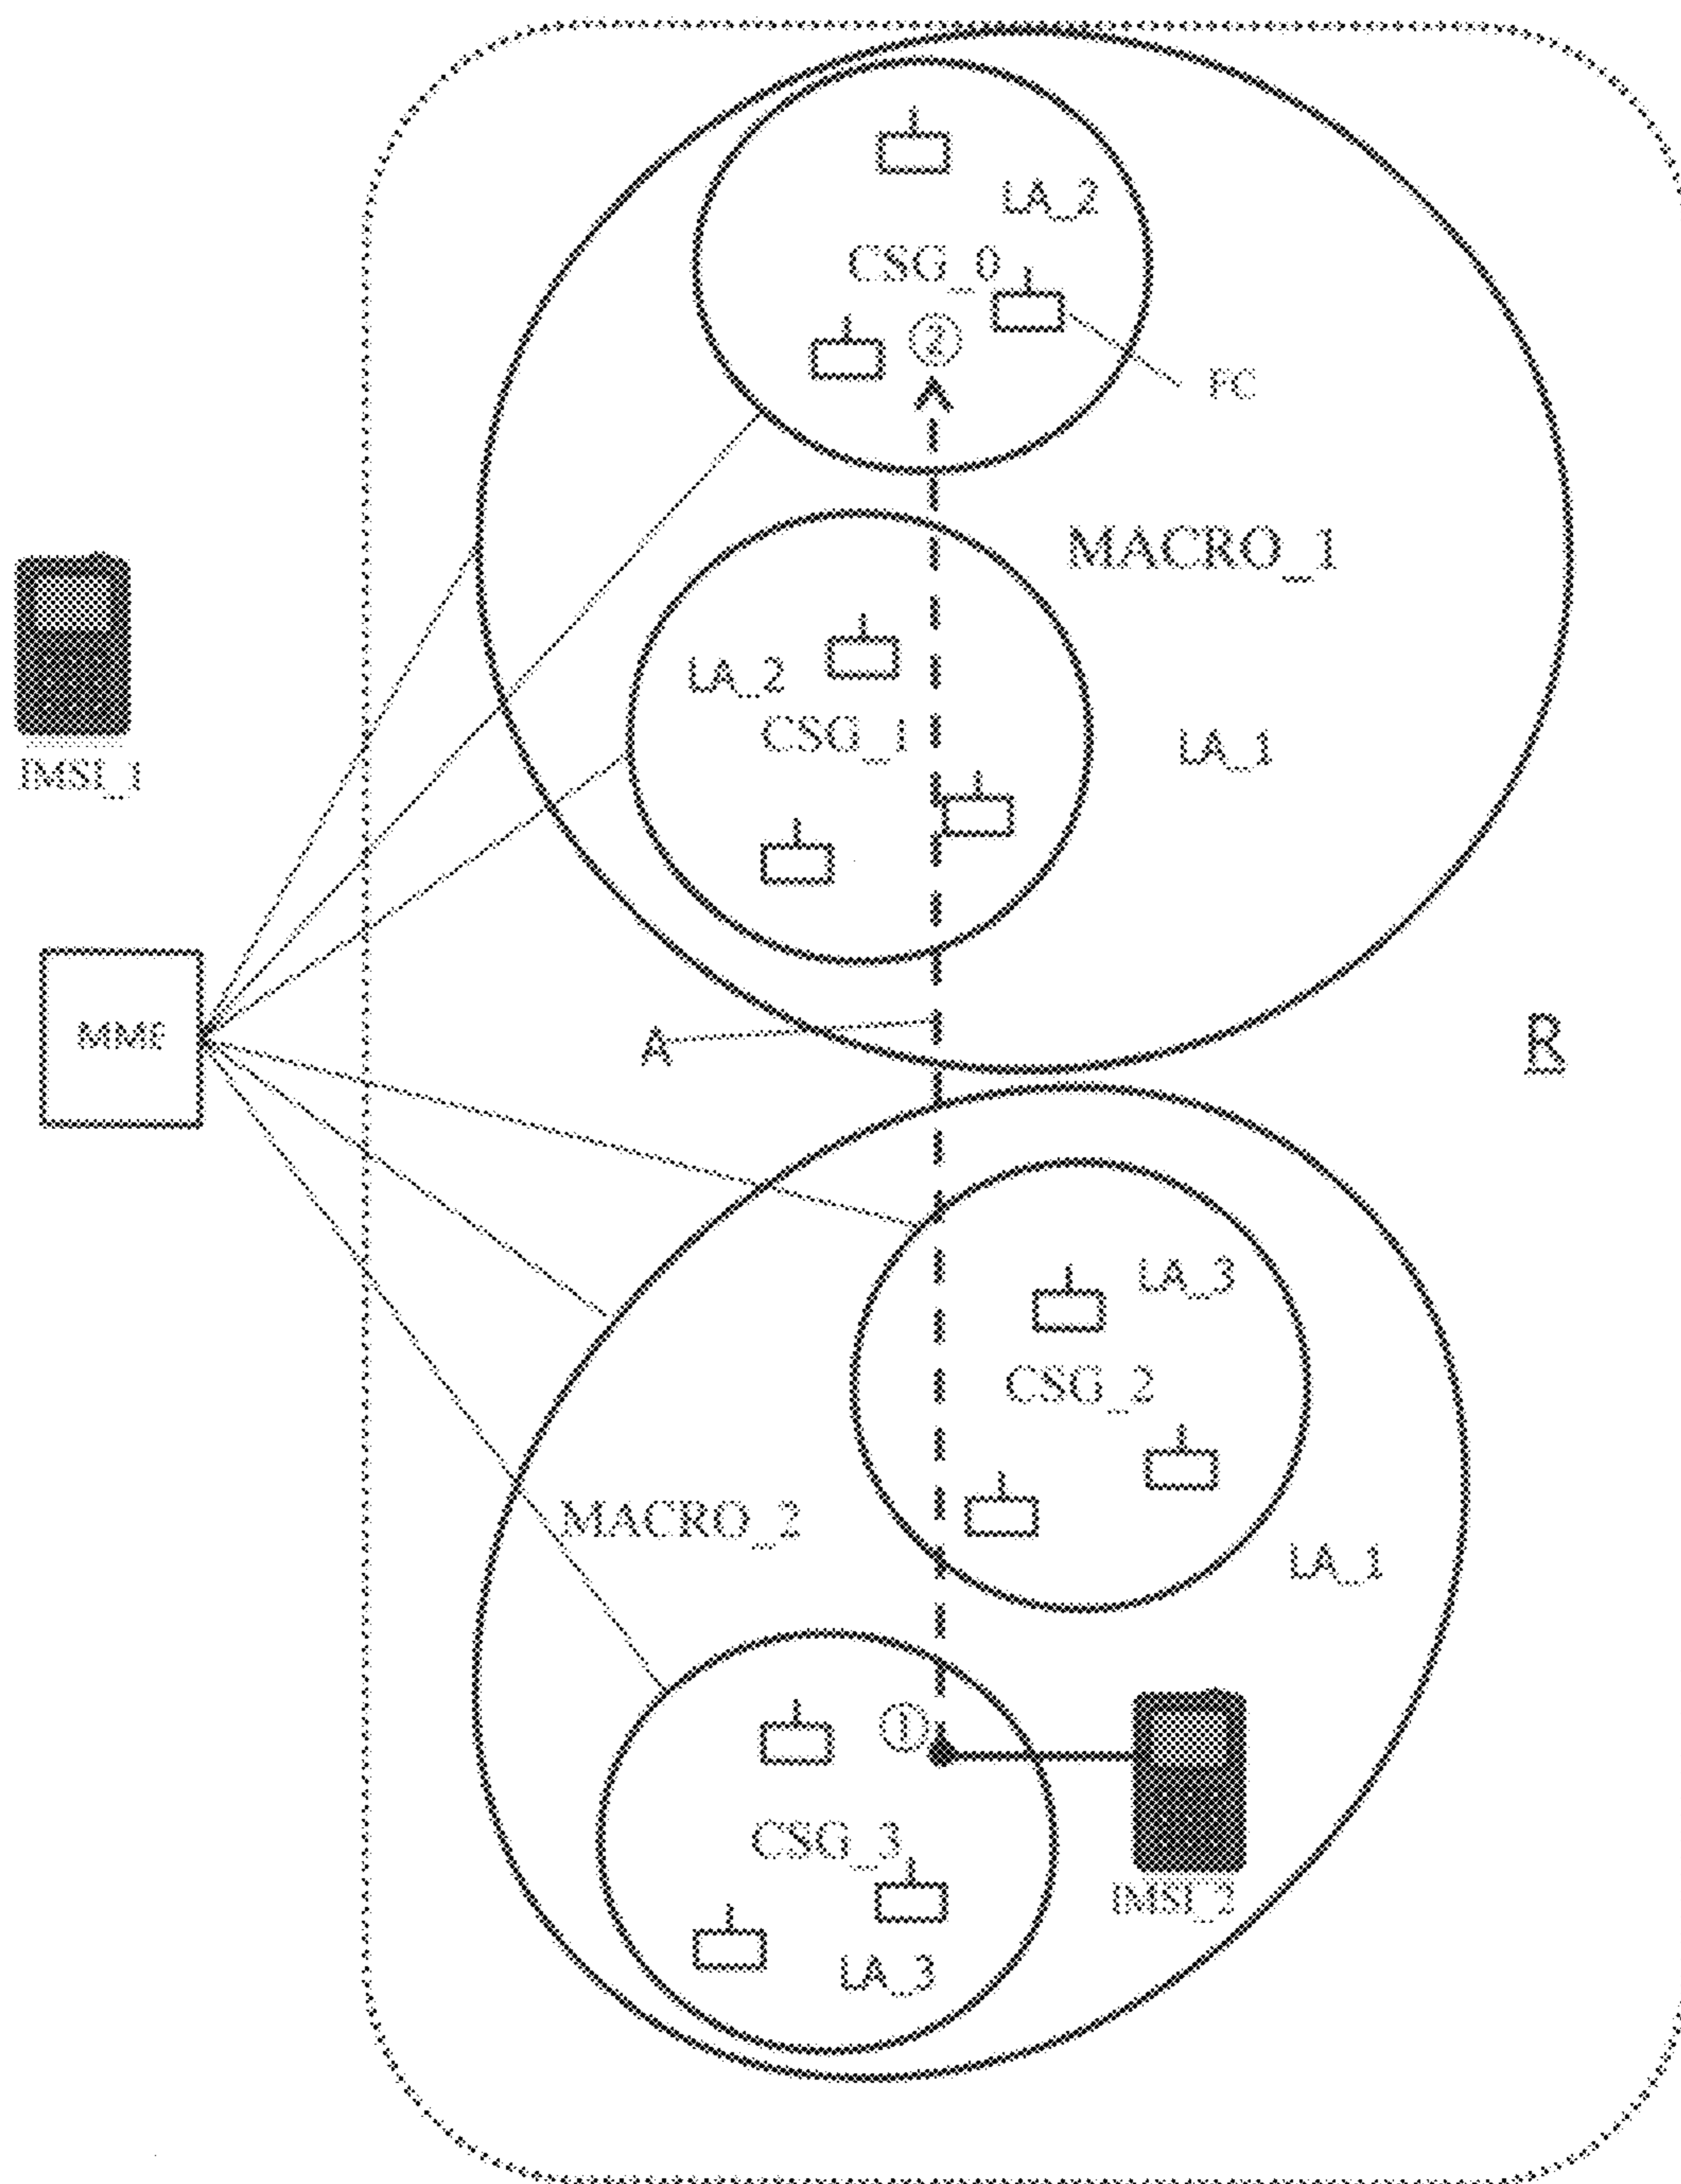 LA_2
CSG_0
②
FC
MACRO_1
LA_2
CSG_1
LA_1
IMSI_1
MME
A
R
LA_3
CSG_2
MACRO_2
LA_1
①
CSG_3
IMSI_2
LA_3